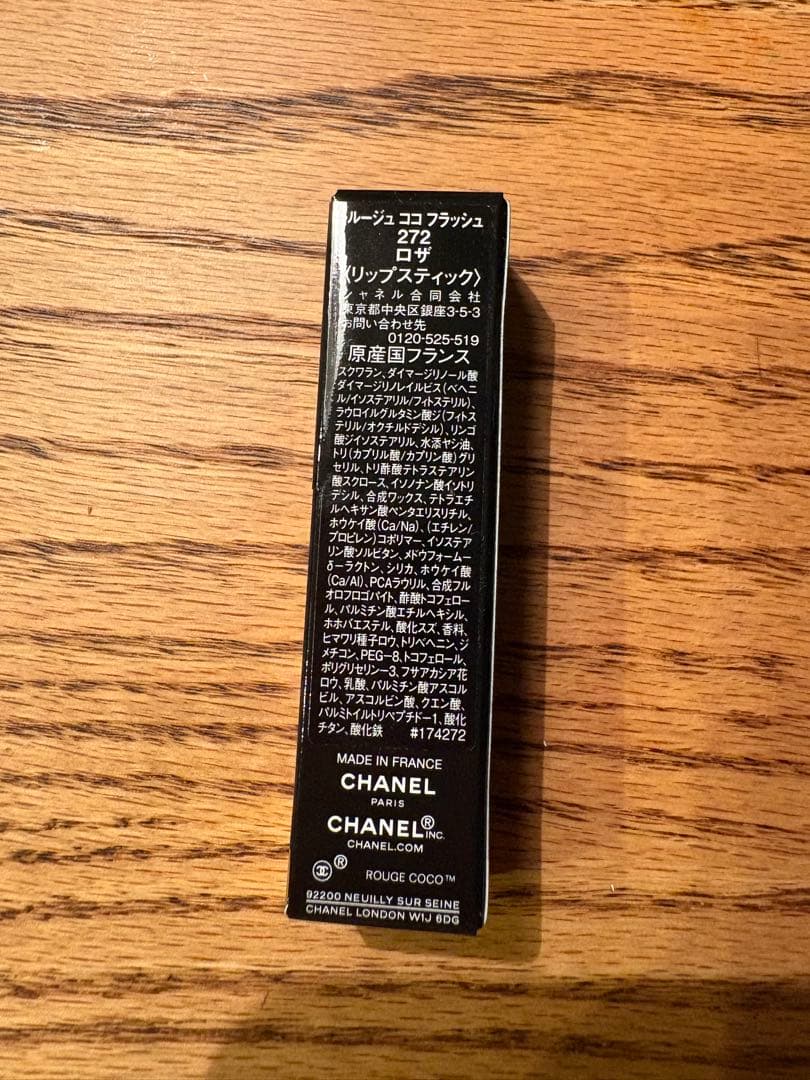 ルージュ ココ フラッシュ
272
ロザ
〈リップスティック〉
シャネル合同会社
東京都中央区銀座3-5-3
お問い合わせ先
0120-525-519
原産国フランス
スクワラン、ダイマージリノール酸
ダイマージリノレイルビス(ベヘニ
ル/イソステアリル/フィトステリル)、
ラウロイルグルタミン酸ジ(フィトス
テリル/オクチルドデシル)、リンゴ
酸ジイソステアリル、水添ヤシ油、
トリ(カプリル酸/カプリン酸)グリ
セリル、トリ酢酸テトラステアリン
酸スクロース、イソノナン酸イソトリ
デシル、合成ワックス、テトラエチ
ルヘキサン酸ペンタエリスリチル、
ホウケイ酸(Ca/Na)、(エチレン/
プロピレン)コポリマー、イソステア
リン酸ソルビタン、メドウフォーム-
δ-ラクトン、シリカ、ホウケイ酸
(Ca/Al)、PCAラウリル、合成フル
オロフロゴパイト、酢酸トコフェロー
ル、パルミチン酸エチルヘキシル、
ホホバエステル、酸化スズ、香料、
ヒマワリ種子ロウ、トリベヘニン、ジ
メチコン、PEG-8、トコフェロール、
ポリグリセリン-3、フサアカシア花
ロウ、乳酸、パルミチン酸アスコル
ビル、アスコルビン酸、クエン酸、
パルミトイルトリペプチド-1、酸化
チタン、酸化鉄 #174272
MADE IN FRANCE
CHANEL
PARIS
CHANEL® INC.
CHANEL.COM
® ROUGE COCO™
92200 NEUILLY SUR SEINE
CHANEL LONDON W1J 6DG